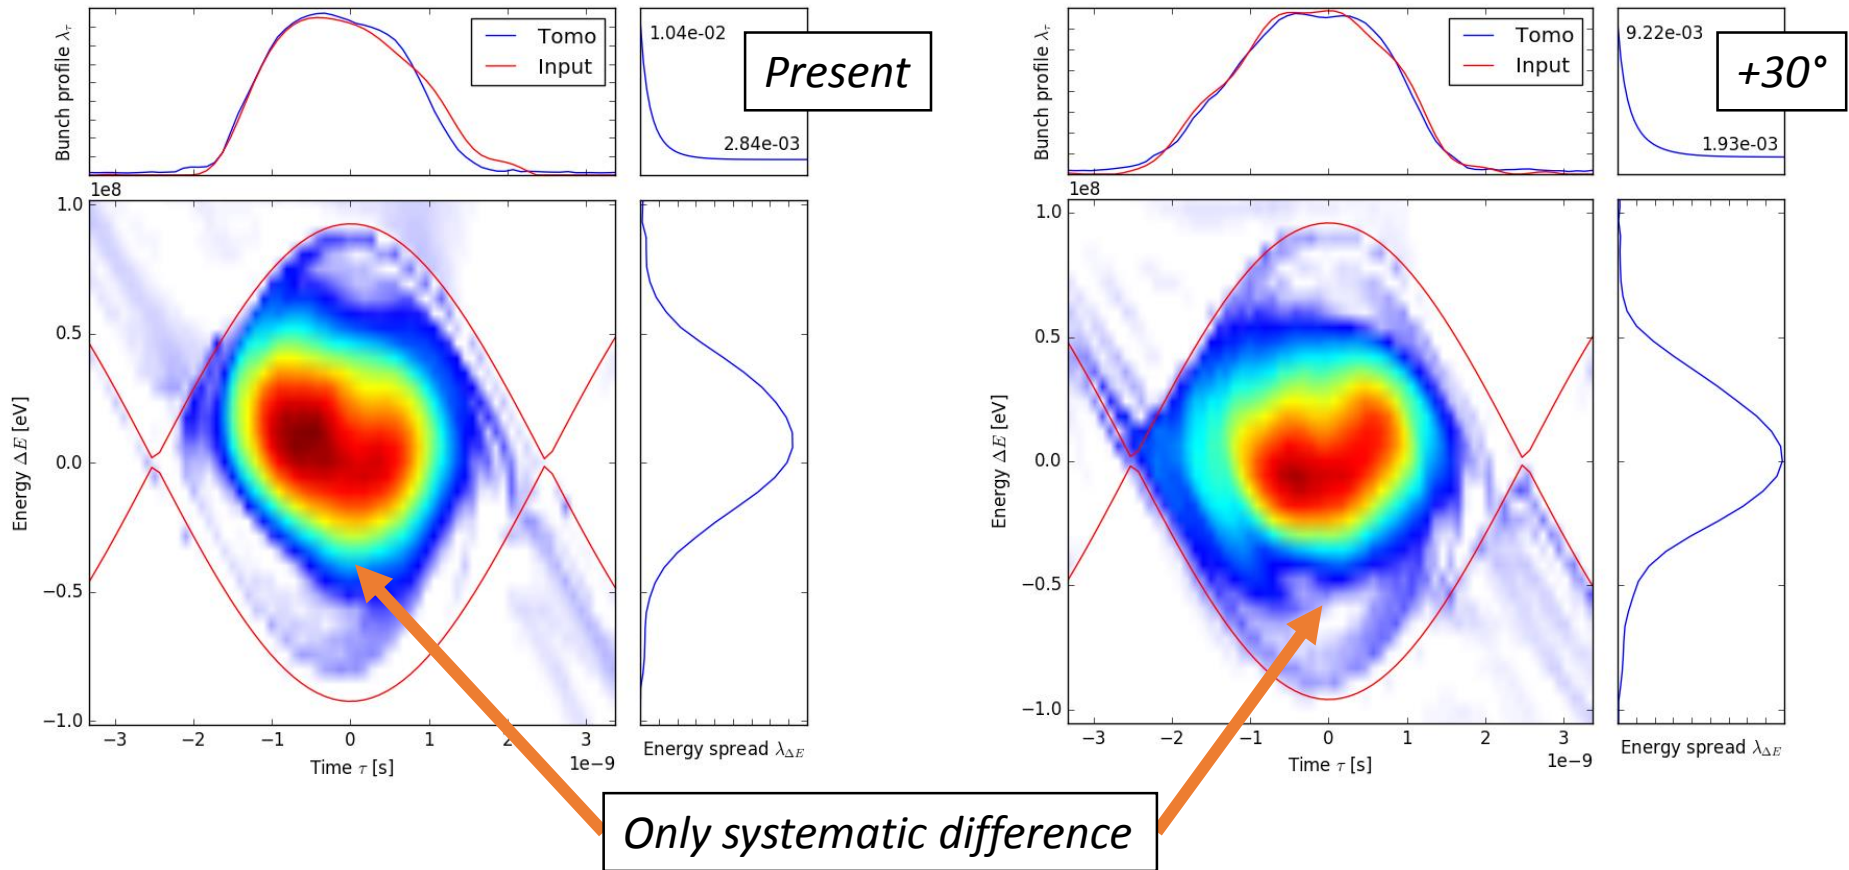 Bunch profile λτ
Tomo
Input
1.04e-02
2.84e-03
Present
1e8
1.0
0.5
0.0
−0.5
−1.0
Energy ΔE [eV]
−3 −2 −1 0 1 2 3
Time τ [s]
1e−9
Energy spread λΔE
Bunch profile λτ
Tomo
Input
9.22e-03
1.93e-03
+30°
1e8
1.0
0.5
0.0
−0.5
−1.0
Energy ΔE [eV]
−3 −2 −1 0 1 2 3
Time τ [s]
1e−9
Energy spread λΔE
Only systematic difference